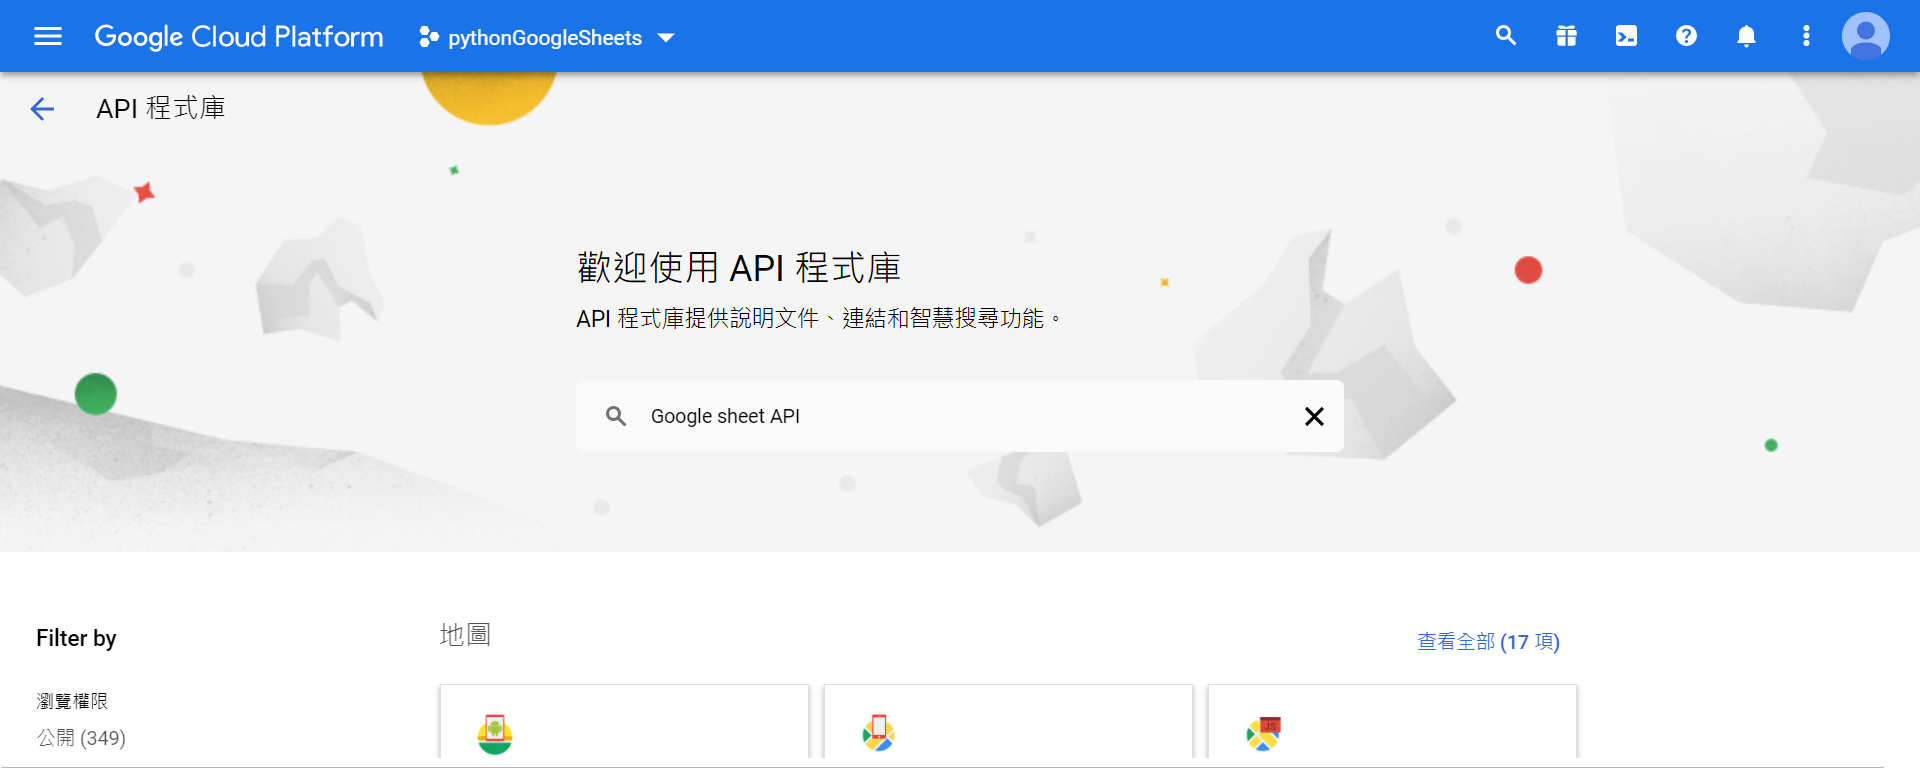 Google Cloud Platform
pythonGoogleSheets
API 程式庫
歡迎使用 API 程式庫
API 程式庫提供說明文件、連結和智慧搜尋功能。
Google sheet API
Filter by
地圖
查看全部 (17 項)
瀏覽權限
公開 (349)
JS